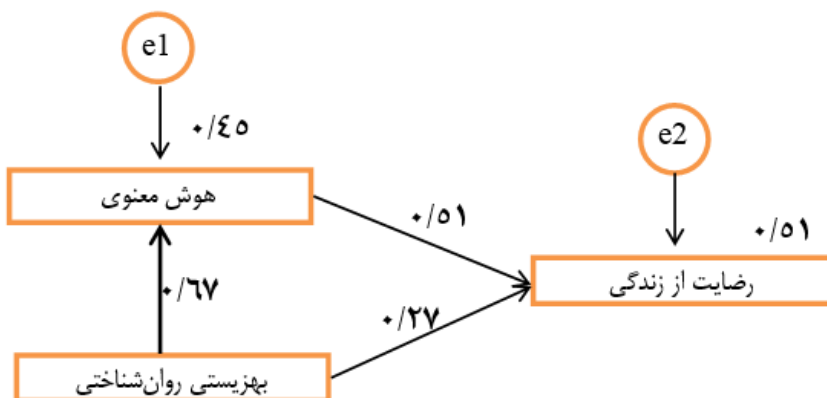 e1
۰/٤٥
e2
هوش معنوی
۰/٥١
۰/٥١
رضایت از زندگی
۰/٦٧
۰/۲۷
بهزیستی روان‌شناختی